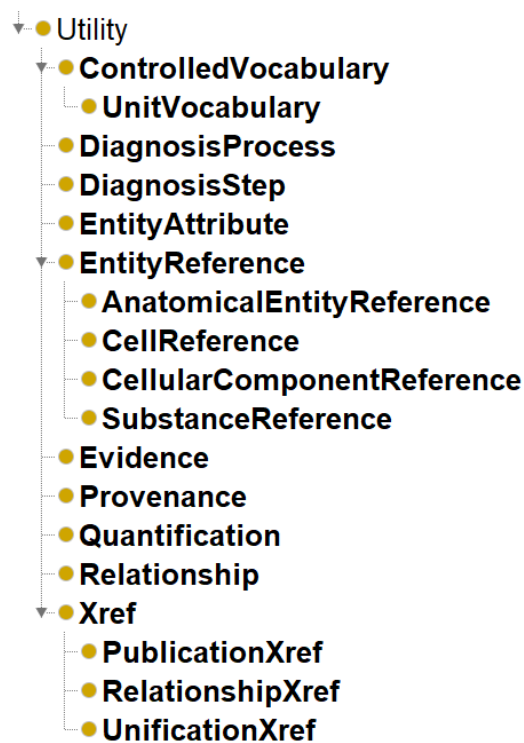 Utility
ControlledVocabulary
UnitVocabulary
DiagnosisProcess
DiagnosisStep
EntityAttribute
EntityReference
AnatomicalEntityReference
CellReference
CellularComponentReference
SubstanceReference
Evidence
Provenance
Quantification
Relationship
Xref
PublicationXref
RelationshipXref
UnificationXref